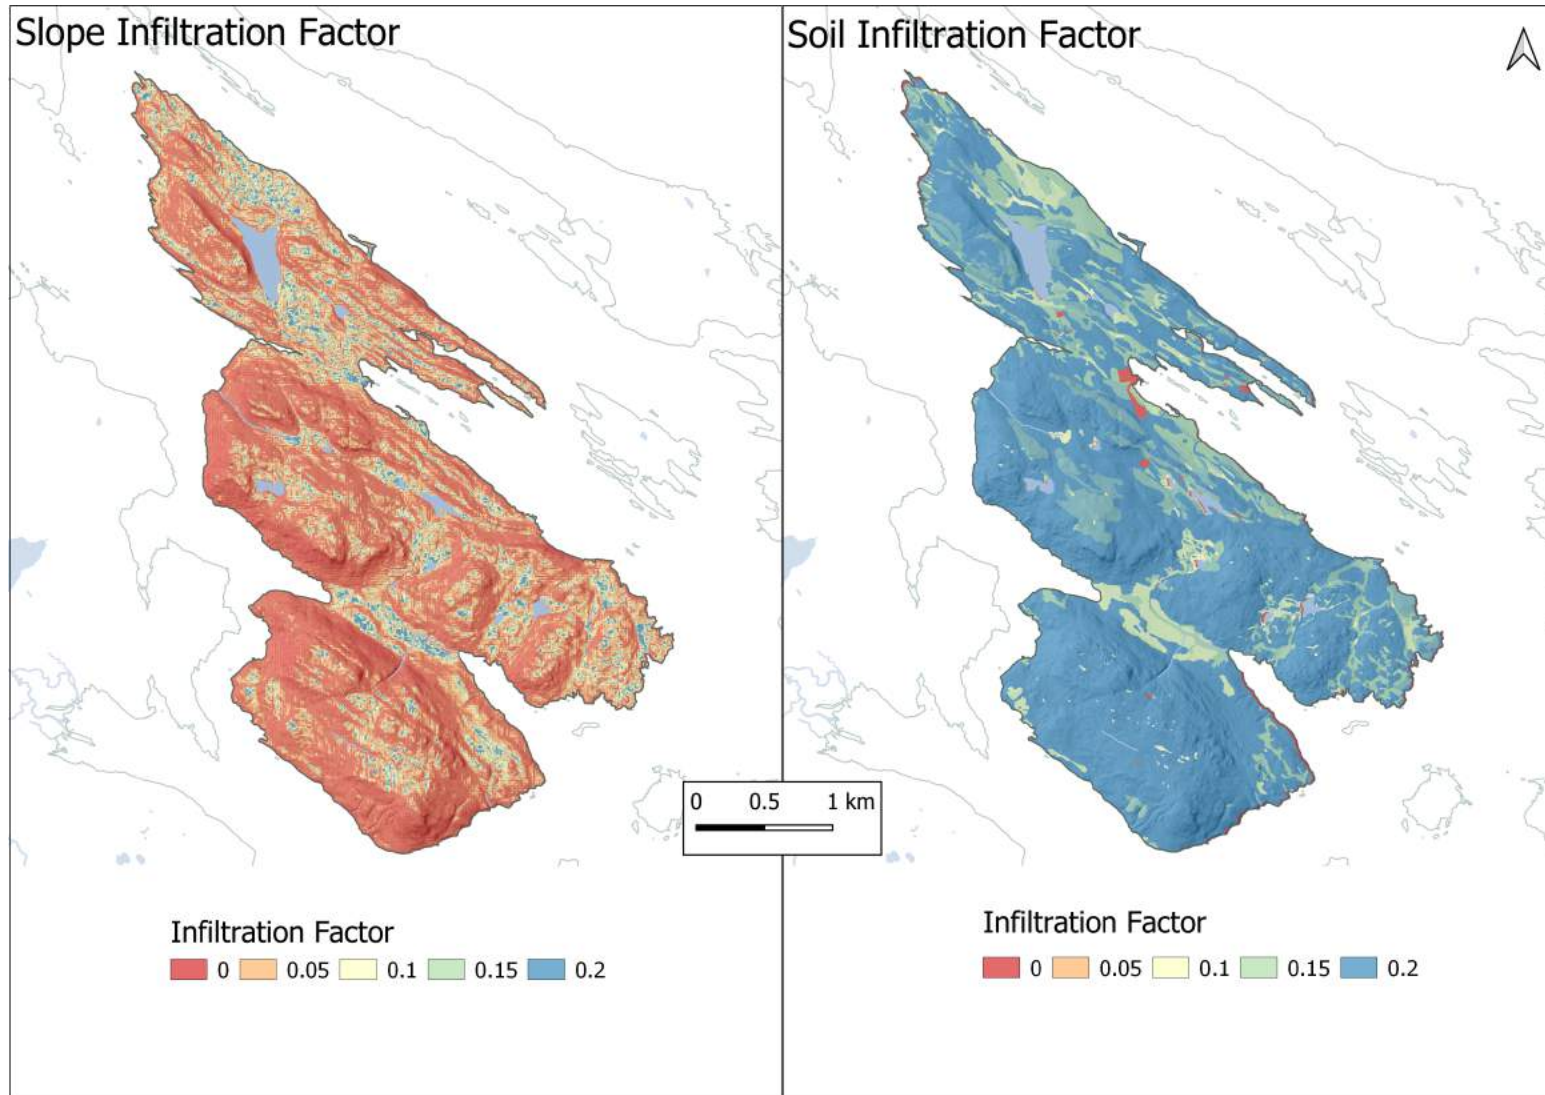 Slope Infiltration Factor
Soil Infiltration Factor
0 0.5 1 km
Infiltration Factor
0 0.05 0.1 0.15 0.2
Infiltration Factor
0 0.05 0.1 0.15 0.2